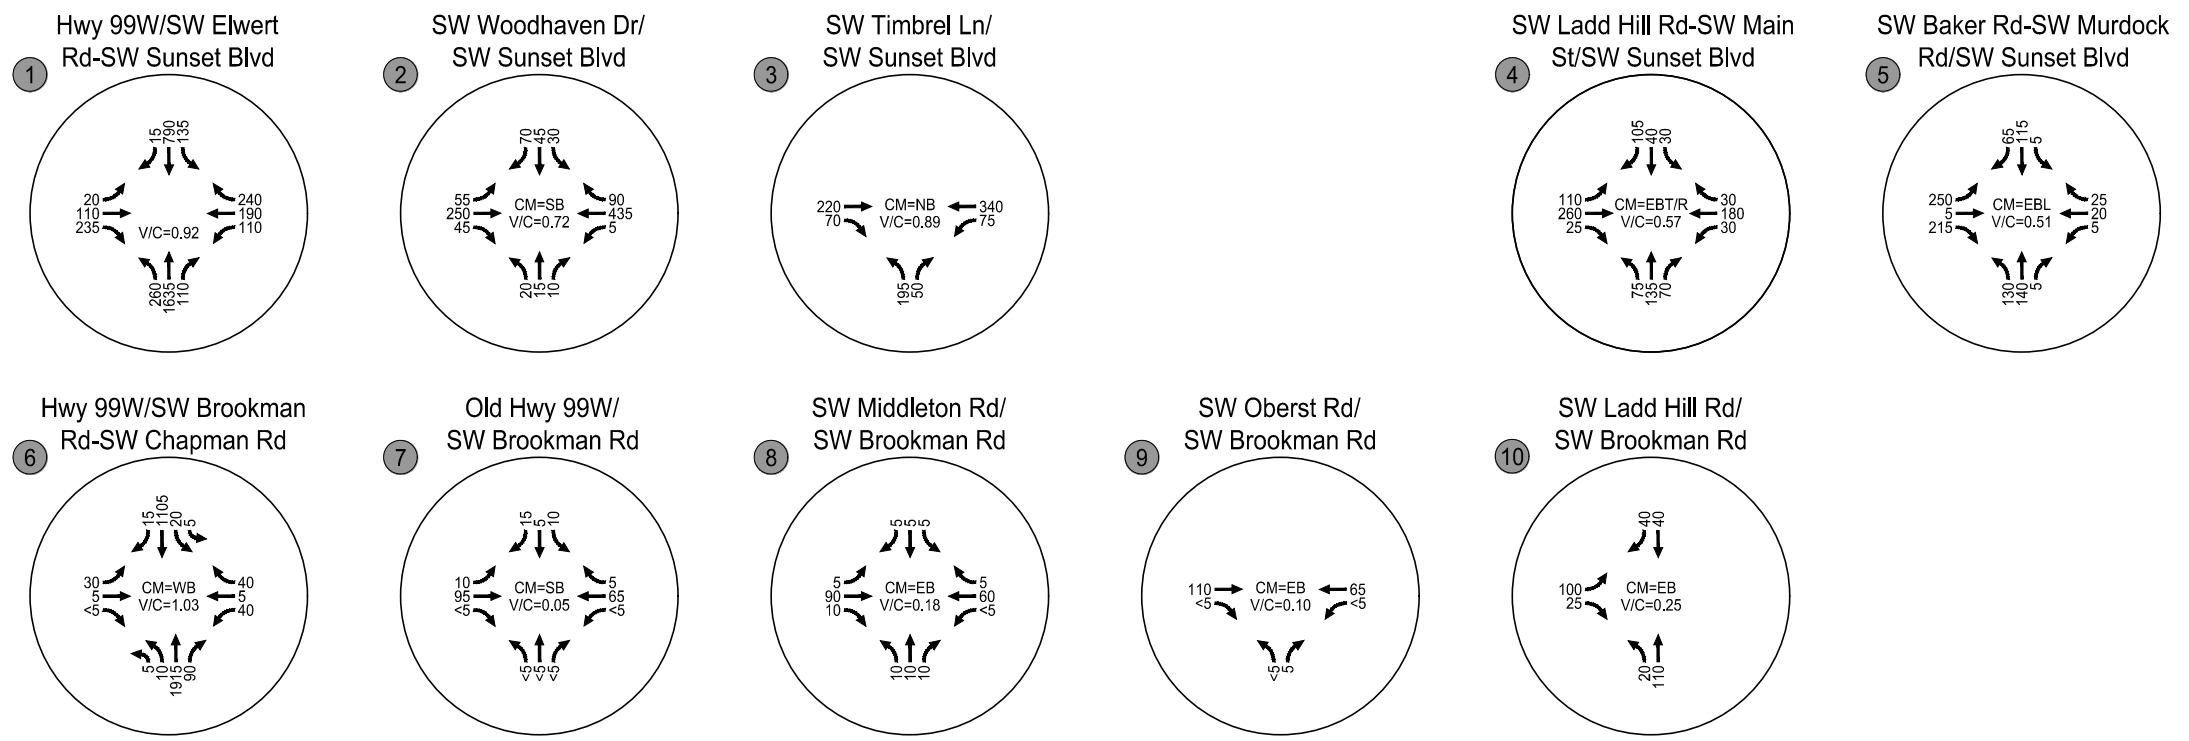 Hwy 99W/SW Elwert
Rd-SW Sunset Blvd
1
15
790
135
20
110
235
240
190
110
V/C=0.92
260
1635
110
SW Woodhaven Dr/
SW Sunset Blvd
2
70
45
30
55
250
45
CM=SB
V/C=0.72
90
435
5
20
15
10
SW Timbrel Ln/
SW Sunset Blvd
3
220
70
CM=NB
V/C=0.89
340
75
195
50
SW Ladd Hill Rd-SW Main
St/SW Sunset Blvd
4
105
40
30
110
260
25
CM=EBT/R
V/C=0.57
30
180
30
75
135
70
SW Baker Rd-SW Murdock
Rd/SW Sunset Blvd
5
65
115
5
250
5
215
CM=EBL
V/C=0.51
25
20
5
130
140
5
Hwy 99W/SW Brookman
Rd-SW Chapman Rd
6
15
1105
20
5
30
5
<5
CM=WB
V/C=1.03
40
5
40
5
10
1915
90
Old Hwy 99W/
SW Brookman Rd
7
15
5
10
10
95
<5
CM=SB
V/C=0.05
5
65
<5
<5
<5
<5
SW Middleton Rd/
SW Brookman Rd
8
5
5
5
5
90
10
CM=EB
V/C=0.18
5
60
<5
10
10
10
SW Oberst Rd/
SW Brookman Rd
9
110
<5
CM=EB
V/C=0.10
65
<5
<5
5
SW Ladd Hill Rd/
SW Brookman Rd
10
40
40
100
25
CM=EB
V/C=0.25
20
110